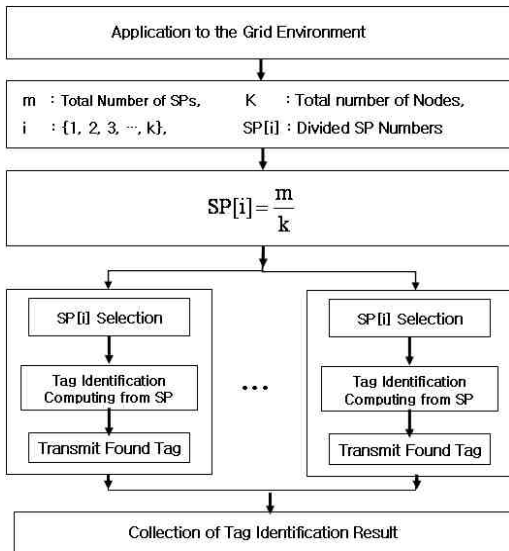 Application to the Grid Environment
m : Total Number of SPs, K : Total number of Nodes,
i : {1, 2, 3, ···, k}, SP[i] : Divided SP Numbers
SP[i] = m/k
SP[i] Selection
Tag Identification
Computing from SP
Transmit Found Tag
...
SP[i] Selection
Tag Identification
Computing from SP
Transmit Found Tag
Collection of Tag Identification Result